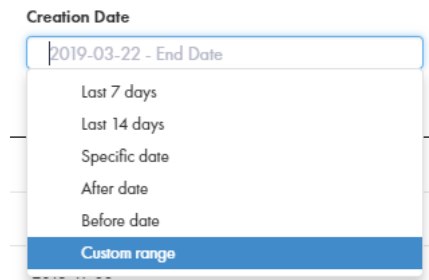 Creation Date
2019-03-22 - End Date
Last 7 days
Last 14 days
Specific date
After date
Before date
Custom range